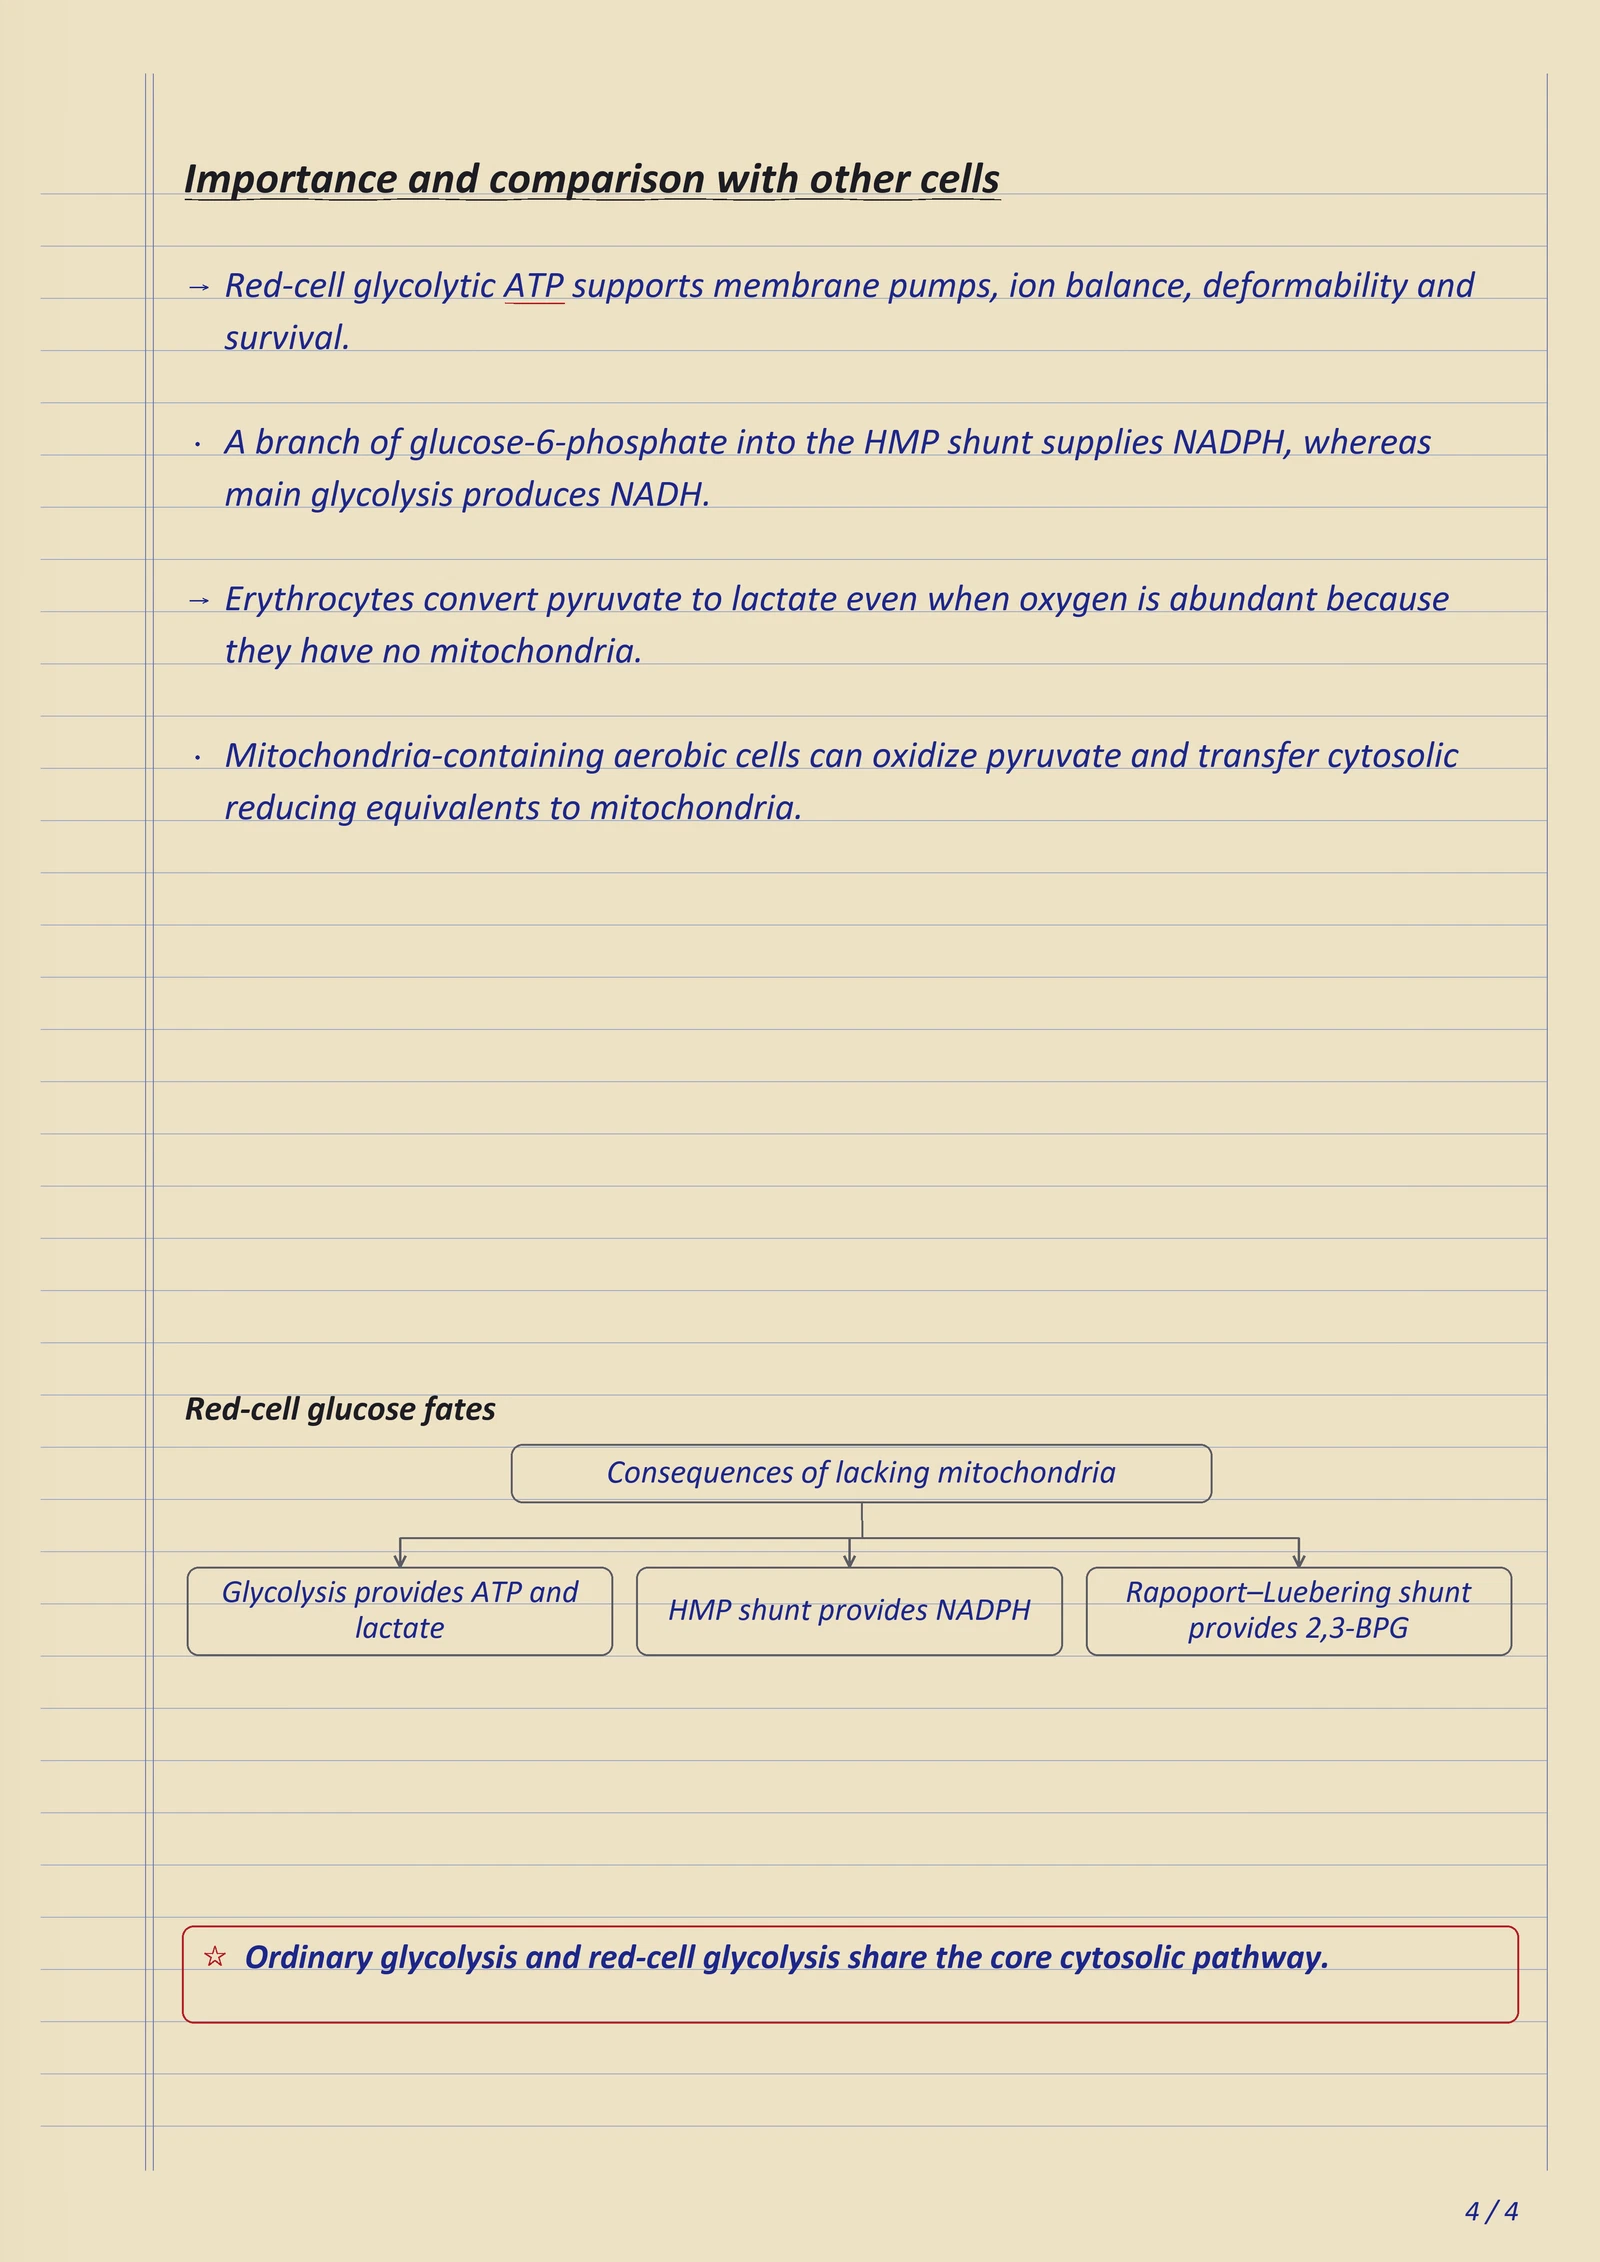 Importance and comparison with other cells
→ Red-cell glycolytic ATP supports membrane pumps, ion balance, deformability and
survival.
· A branch of glucose-6-phosphate into the HMP shunt supplies NADPH, whereas
main glycolysis produces NADH.
→ Erythrocytes convert pyruvate to lactate even when oxygen is abundant because
they have no mitochondria.
· Mitochondria-containing aerobic cells can oxidize pyruvate and transfer cytosolic
reducing equivalents to mitochondria.
Red-cell glucose fates
Consequences of lacking mitochondria
Glycolysis provides ATP and
lactate
HMP shunt provides NADPH
Rapoport–Luebering shunt
provides 2,3-BPG
☆ Ordinary glycolysis and red-cell glycolysis share the core cytosolic pathway.
4 / 4